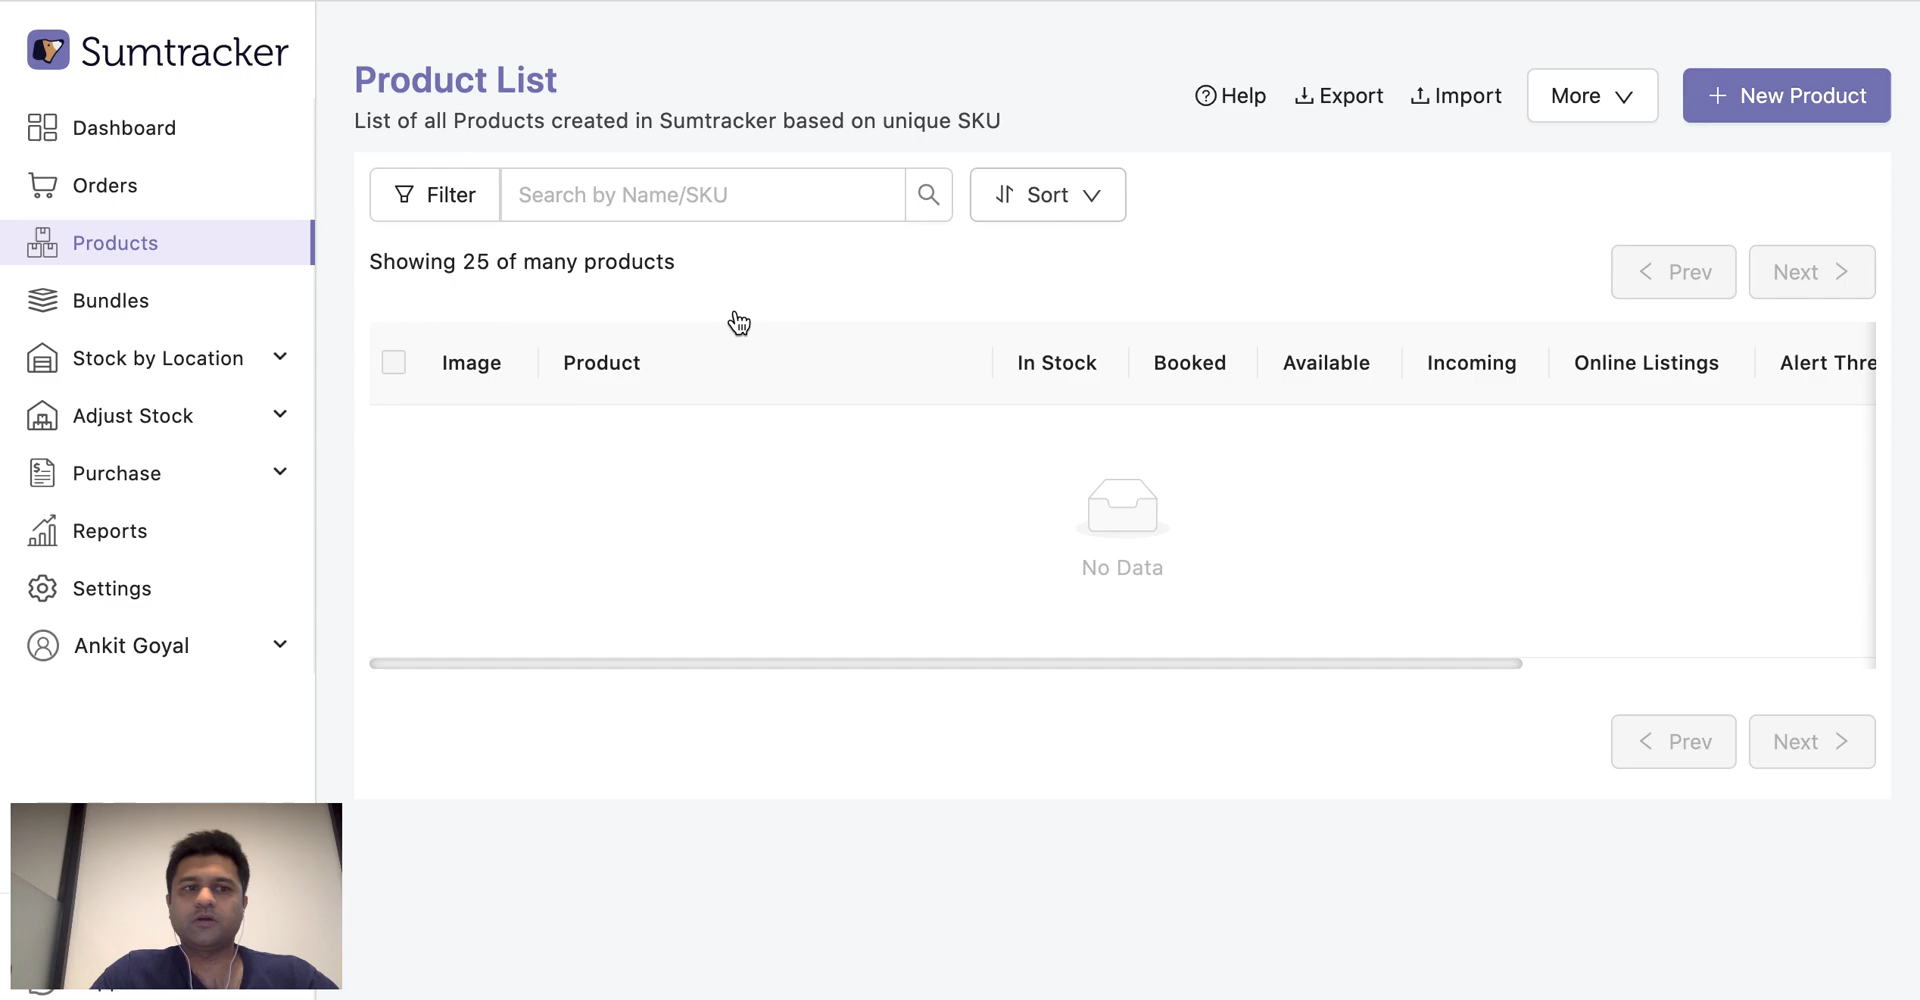 Sumtracker
Dashboard
Orders
Products
Bundles
Stock by Location
Adjust Stock
Purchase
Reports
Settings
Ankit Goyal
Product List
List of all Products created in Sumtracker based on unique SKU
Help
Export
Import
More
+ New Product
Filter
Search by Name/SKU
Sort
Showing 25 of many products
< Prev
Next >
Image
Product
In Stock
Booked
Available
Incoming
Online Listings
Alert Thre
No Data
< Prev
Next >